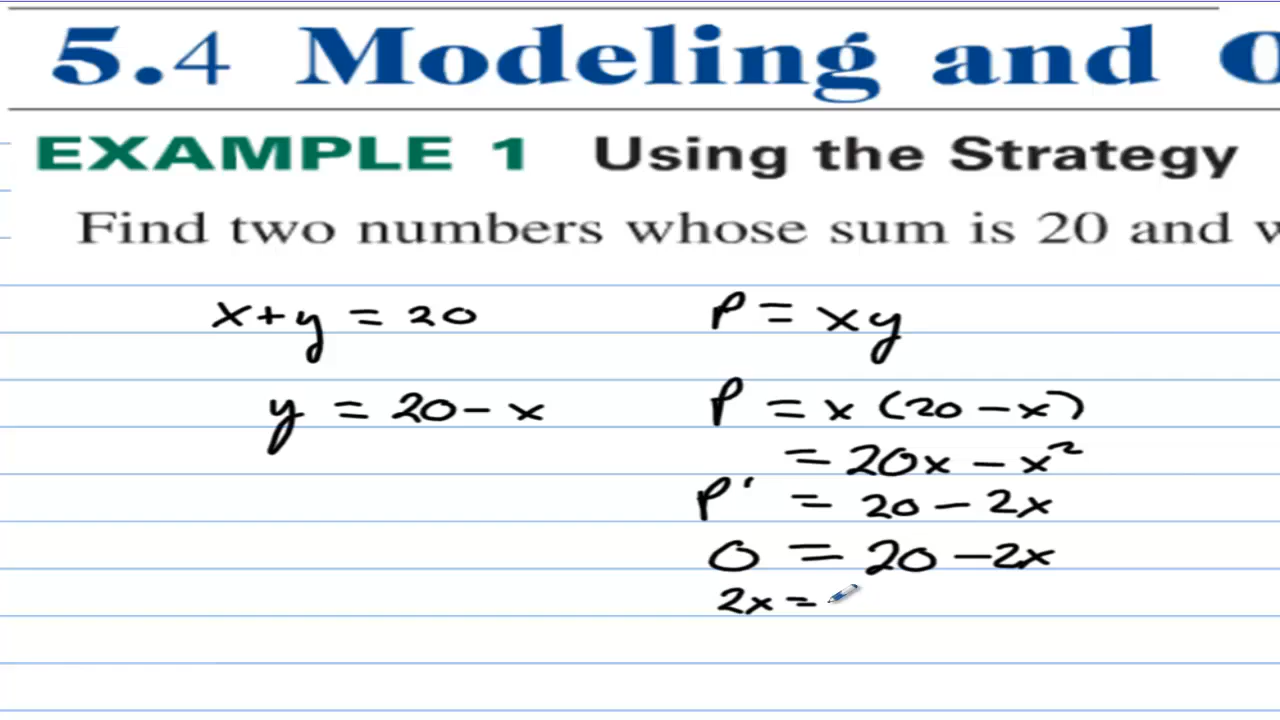 5.4 Modeling and O
EXAMPLE 1 Using the Strategy
Find two numbers whose sum is 20 and w
x+y = 20
y = 20 - x
P = xy
P = x (20 - x)
= 20x - x²
P' = 20 - 2x
0 = 20 - 2x
2x =